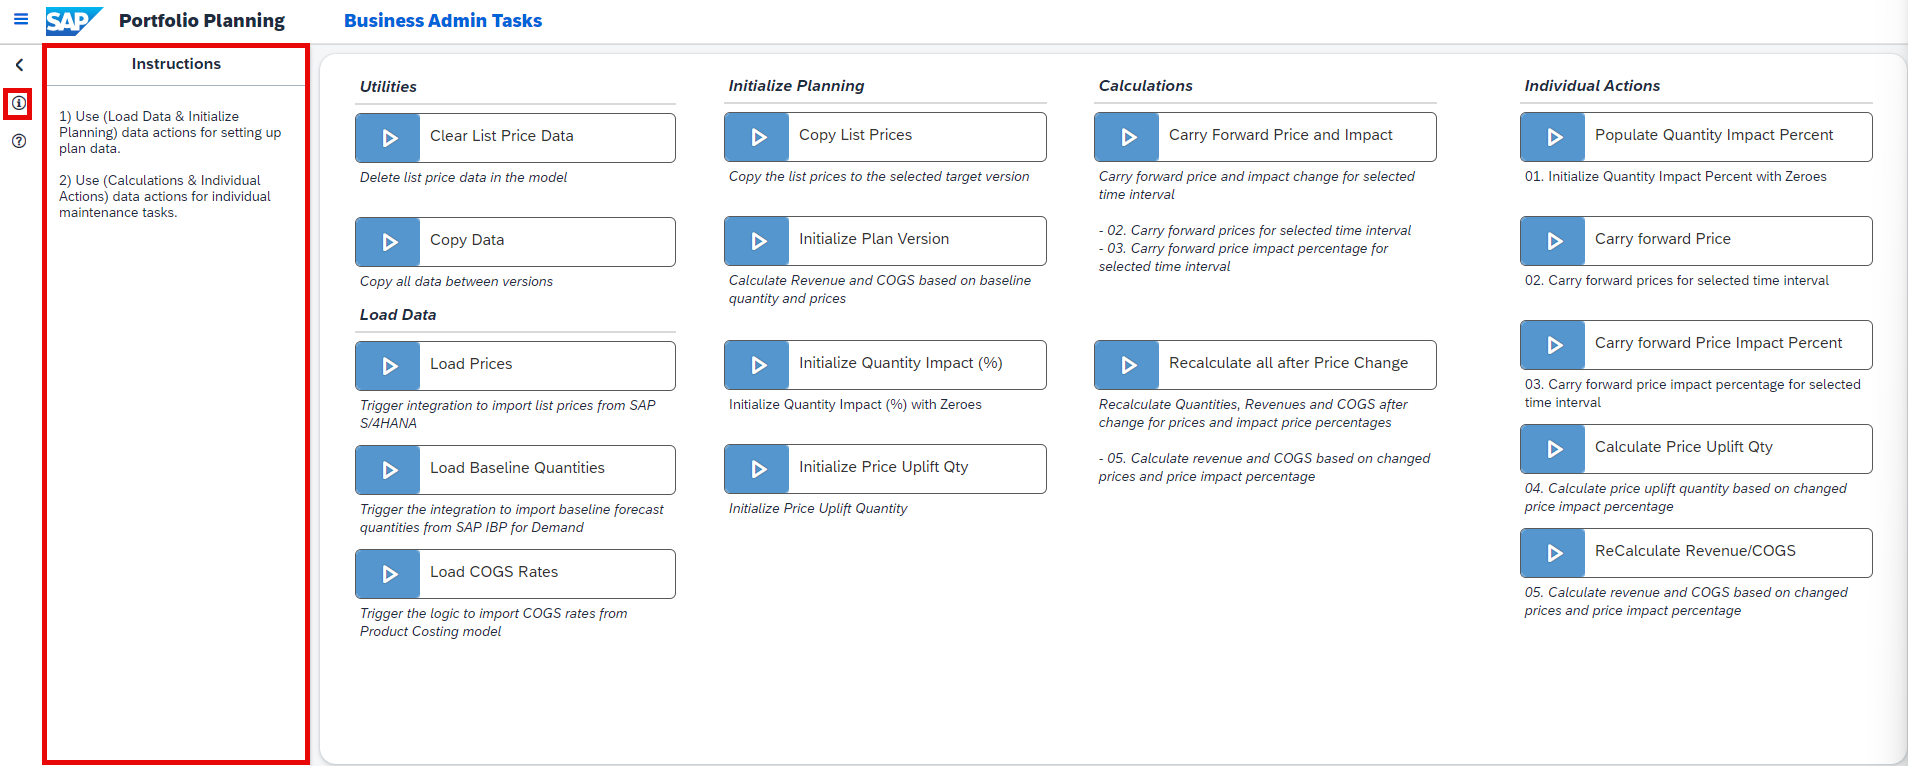 SAP Portfolio Planning
Business Admin Tasks
Instructions
1) Use (Load Data & Initialize
Planning) data actions for setting up
plan data.
2) Use (Calculations & Individual
Actions) data actions for individual
maintenance tasks.
Utilities
Clear List Price Data
Delete list price data in the model
Copy Data
Copy all data between versions
Load Data
Load Prices
Trigger integration to import list prices from SAP
S/4HANA
Load Baseline Quantities
Trigger the integration to import baseline forecast
quantities from SAP IBP for Demand
Load COGS Rates
Trigger the logic to import COGS rates from
Product Costing model
Initialize Planning
Copy List Prices
Copy the list prices to the selected target version
Initialize Plan Version
Calculate Revenue and COGS based on baseline
quantity and prices
Initialize Quantity Impact (%)
Initialize Quantity Impact (%) with Zeroes
Initialize Price Uplift Qty
Initialize Price Uplift Quantity
Calculations
Carry Forward Price and Impact
Carry forward price and impact change for selected
time interval
- 02. Carry forward prices for selected time interval
- 03. Carry forward price impact percentage for
selected time interval
Recalculate all after Price Change
Recalculate Quantities, Revenues and COGS after
change for prices and impact price percentages
- 05. Calculate revenue and COGS based on changed
prices and price impact percentage
Individual Actions
Populate Quantity Impact Percent
01. Initialize Quantity Impact Percent with Zeroes
Carry forward Price
02. Carry forward prices for selected time interval
Carry forward Price Impact Percent
03. Carry forward price impact percentage for selected
time interval
Calculate Price Uplift Qty
04. Calculate price uplift quantity based on changed
price impact percentage
ReCalculate Revenue/COGS
05. Calculate revenue and COGS based on changed
prices and price impact percentage